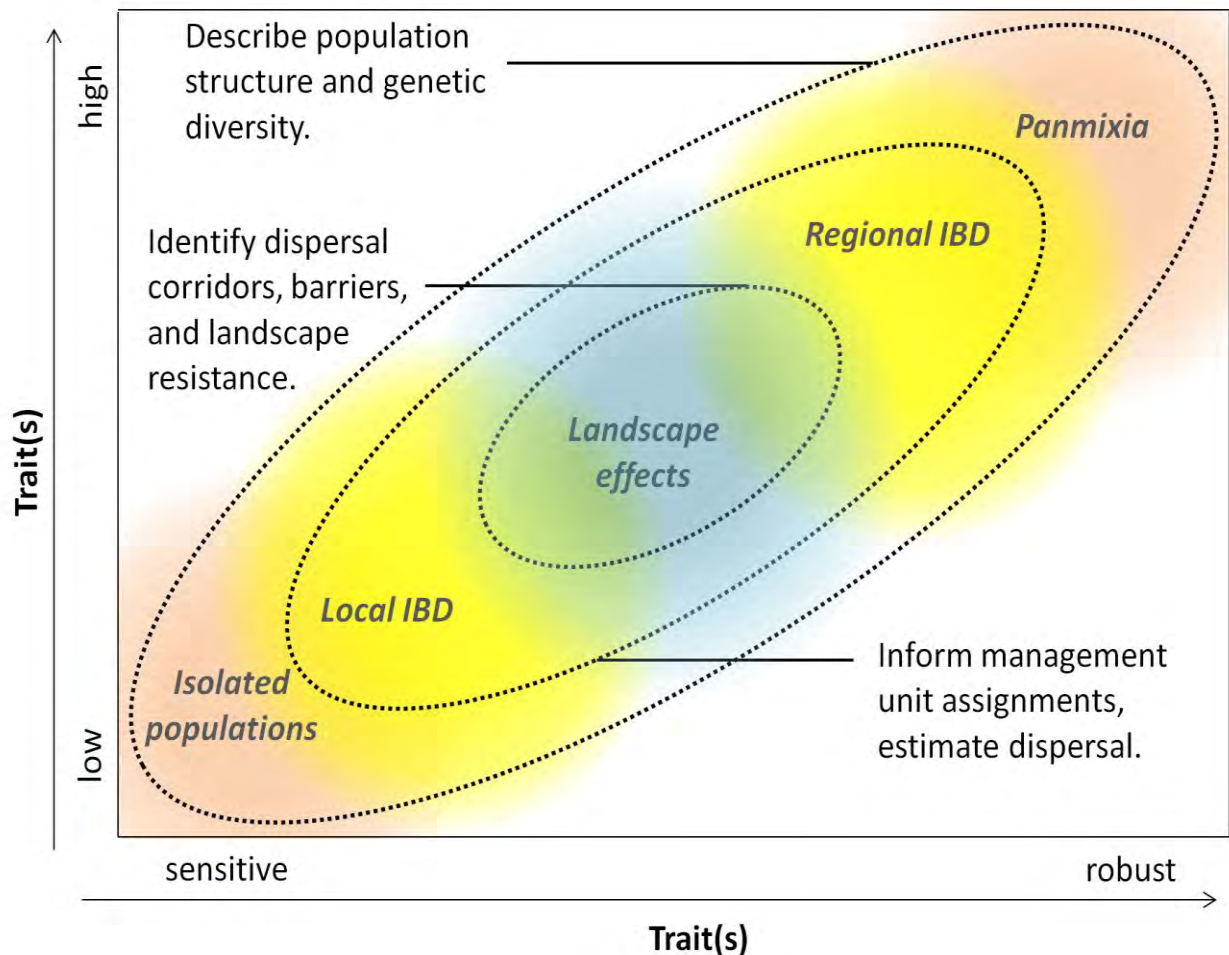 Describe population
structure and genetic
diversity.
high
Panmixia
Identify dispersal
corridors, barriers,
and landscape
resistance.
Regional IBD
Landscape
effects
Trait(s)
Local IBD
Isolated
populations
Inform management
unit assignments,
estimate dispersal.
low
sensitive
robust
Trait(s)